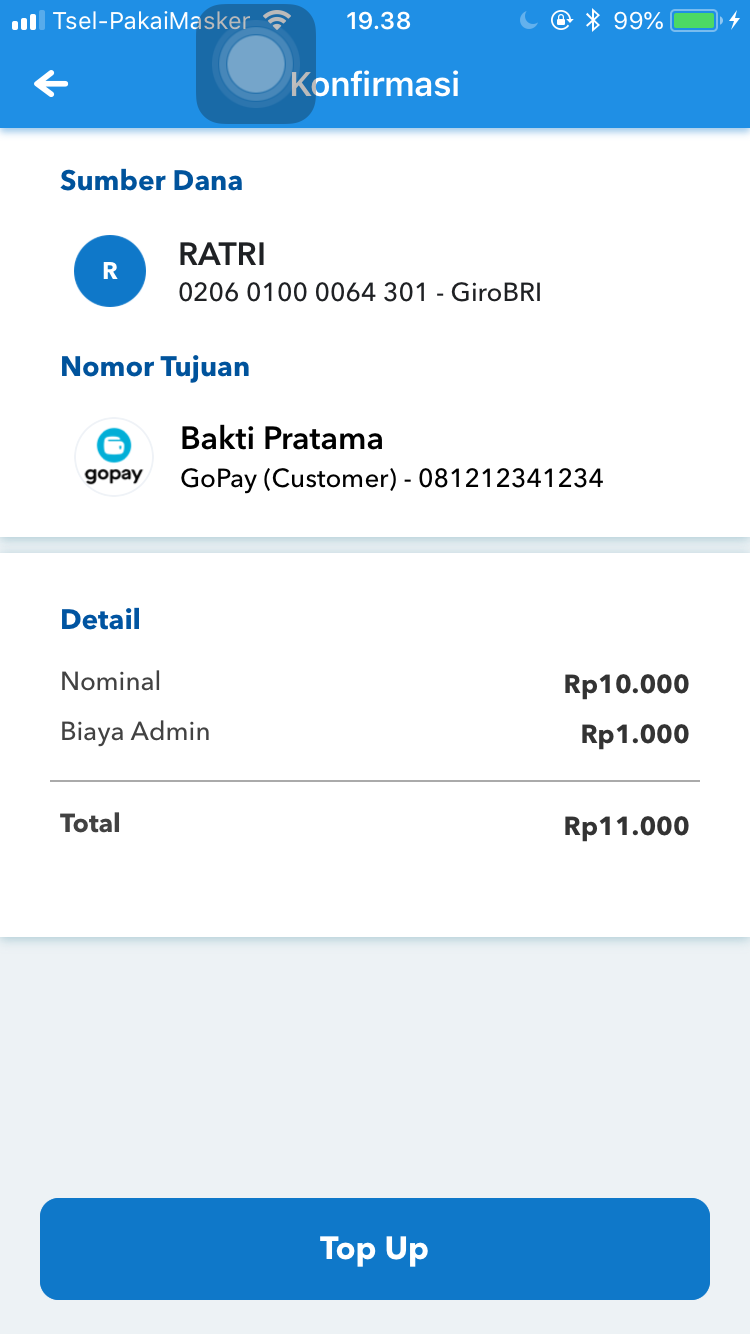 Tsel-PakaiMasker 19.38 99%
Konfirmasi
Sumber Dana
R
RATRI
0206 0100 0064 301 - GiroBRI
Nomor Tujuan
gopay
Bakti Pratama
GoPay (Customer) - 081212341234
Detail
Nominal Rp10.000
Biaya Admin Rp1.000
Total Rp11.000
Top Up